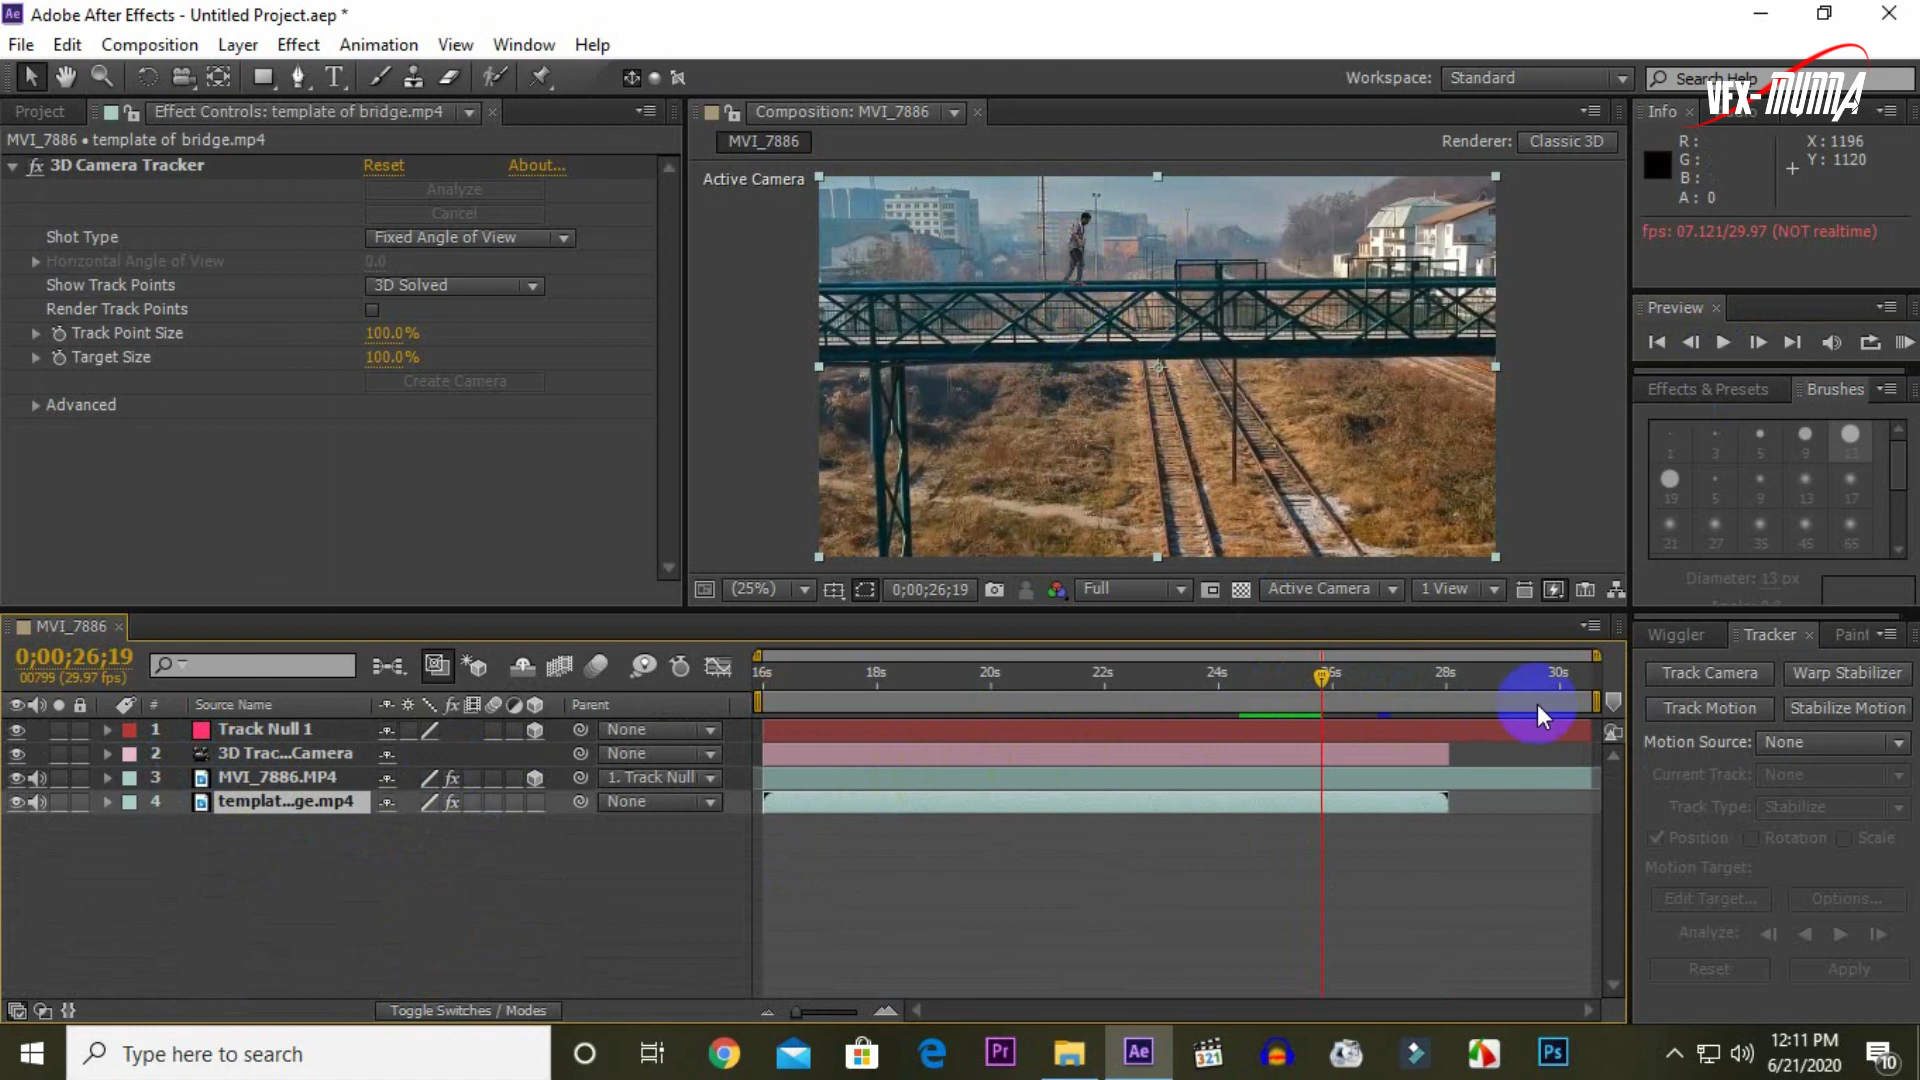 Adobe After Effects - Untitled Project.aep *
File Edit Composition Layer Effect Animation View Window Help
Workspace: Standard
Search Help
VFX-MUNNA
Project
Effect Controls: template of bridge.mp4
Composition: MVI_7886
Info
MVI_7886 • template of bridge.mp4
MVI_7886
Renderer: Classic 3D
fx 3D Camera Tracker
Reset
About...
Analyze
Cancel
Shot Type
Fixed Angle of View
Horizontal Angle of View
0.0
Show Track Points
3D Solved
Render Track Points
Track Point Size
100.0%
Target Size
100.0%
Create Camera
Advanced
Active Camera
R :
G :
B :
A : 0
X : 1196
Y : 1120
fps: 07.121/29.97 (NOT realtime)
Preview
Effects & Presets
Brushes
1 3 5 9 13
19 5 9 13 17
21 27 35 45 65
Diameter: 13 px
(25%)
0;00;26;19
Full
Active Camera
1 View
MVI_7886
0;00;26;19
00799 (29.97 fps)
16s 18s 20s 22s 24s 26s 28s 30s
# Source Name
fx
Parent
1 Track Null 1
None
2 3D Trac...Camera
None
3 MVI_7886.MP4
fx
1. Track Null
4 templat...ge.mp4
fx
None
Toggle Switches / Modes
Wiggler
Tracker
Paint
Track Camera
Warp Stabilizer
Track Motion
Stabilize Motion
Motion Source: None
Current Track: None
Track Type: Stabilize
Position Rotation Scale
Motion Target:
Edit Target...
Options...
Analyze:
Reset
Apply
Type here to search
Pr
Ae
321
Ps
12:11 PM
6/21/2020
10